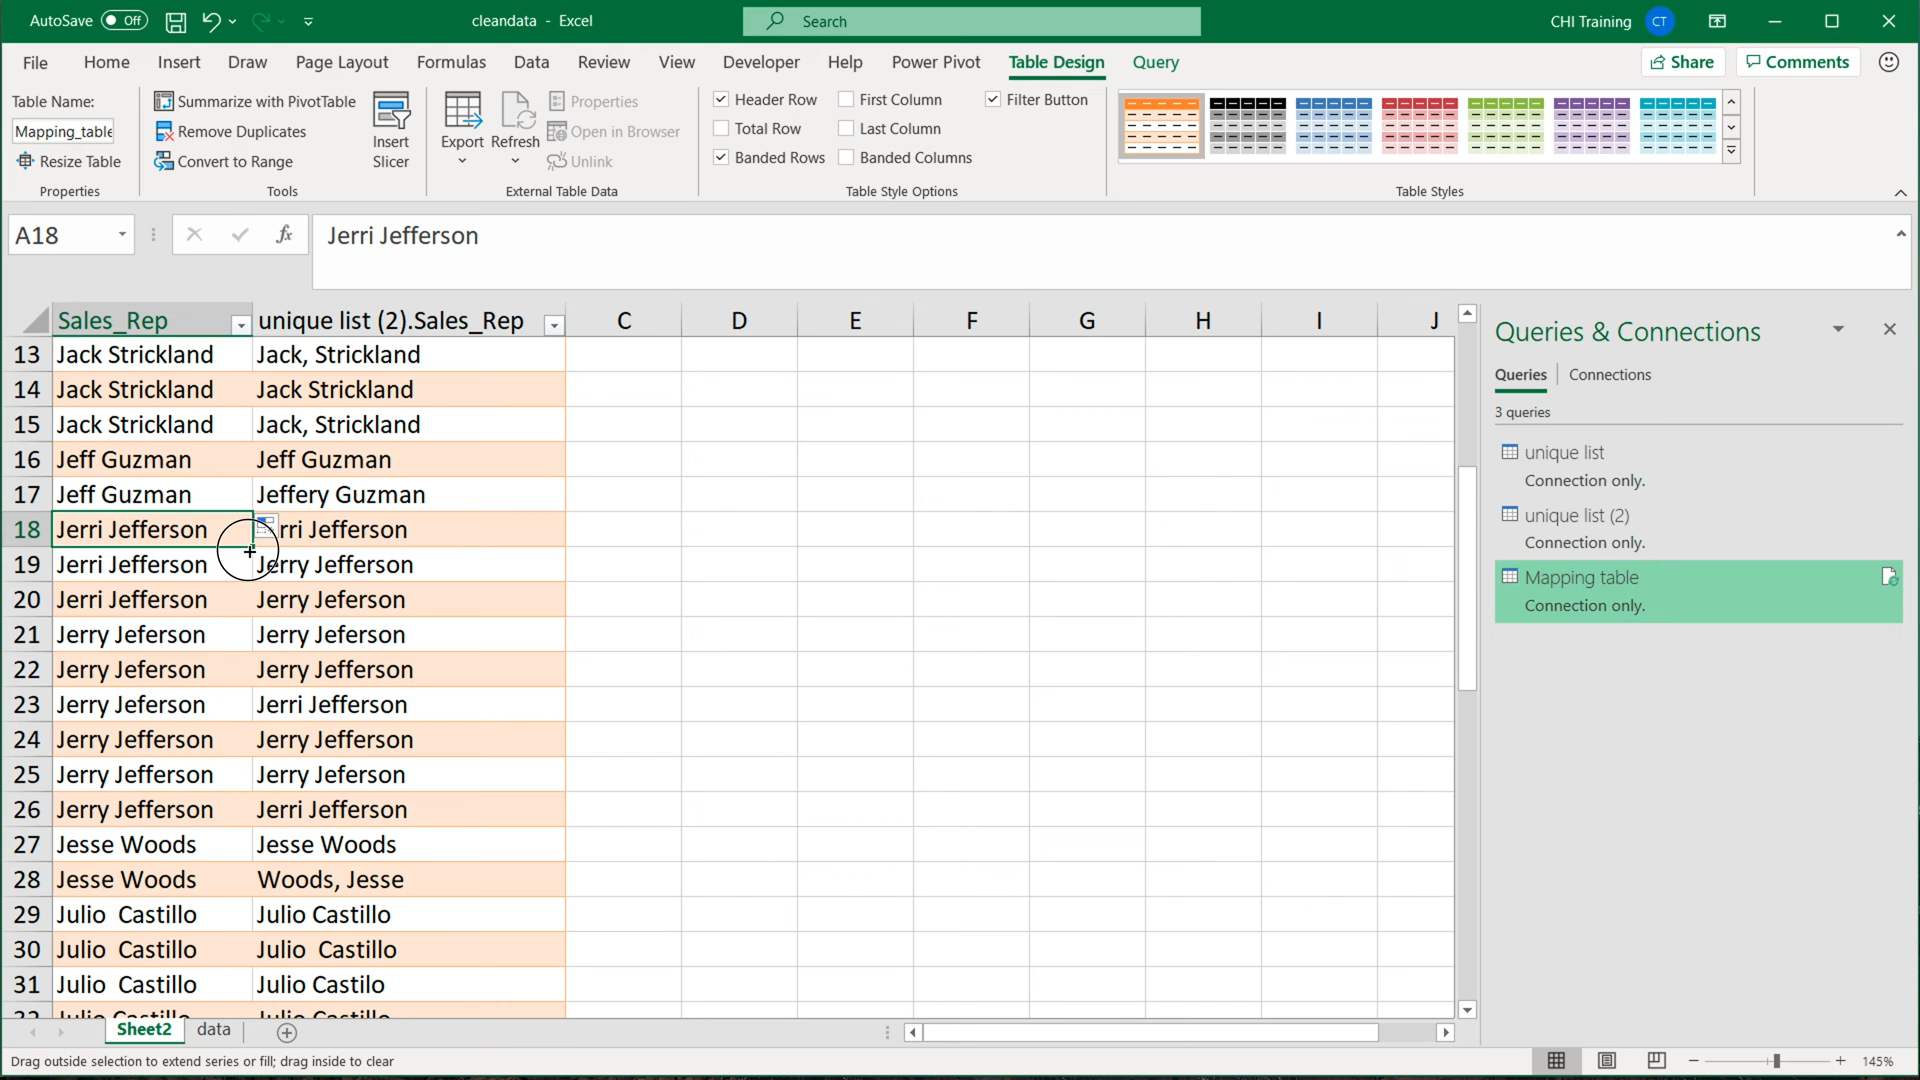 AutoSave Off cleandata - Excel Search CHI Training CT
File Home Insert Draw Page Layout Formulas Data Review View Developer Help Power Pivot Table Design Query Share Comments
Table Name:
Mapping_table
Resize Table
Properties
Summarize with PivotTable
Remove Duplicates
Convert to Range
Tools
Insert
Slicer
Export
Refresh
Properties
Open in Browser
Unlink
External Table Data
Header Row First Column Filter Button
Total Row Last Column
Banded Rows Banded Columns
Table Style Options
Table Styles
A18 fx Jerri Jefferson
Sales_Rep unique list (2).Sales_Rep C D E F G H I J
13 Jack Strickland Jack, Strickland
14 Jack Strickland Jack Strickland
15 Jack Strickland Jack, Strickland
16 Jeff Guzman Jeff Guzman
17 Jeff Guzman Jeffery Guzman
18 Jerri Jefferson rri Jefferson
19 Jerri Jefferson Jerry Jefferson
20 Jerri Jefferson Jerry Jeferson
21 Jerry Jeferson Jerry Jeferson
22 Jerry Jeferson Jerry Jefferson
23 Jerry Jeferson Jerri Jefferson
24 Jerry Jefferson Jerry Jefferson
25 Jerry Jefferson Jerry Jeferson
26 Jerry Jefferson Jerri Jefferson
27 Jesse Woods Jesse Woods
28 Jesse Woods Woods, Jesse
29 Julio  Castillo Julio Castillo
30 Julio  Castillo Julio  Castillo
31 Julio  Castillo Julio Castilo
32 Julio Castillo Julio Castillo
Queries & Connections
Queries Connections
3 queries
unique list
Connection only.
unique list (2)
Connection only.
Mapping table
Connection only.
Sheet2 data
Drag outside selection to extend series or fill; drag inside to clear 145%